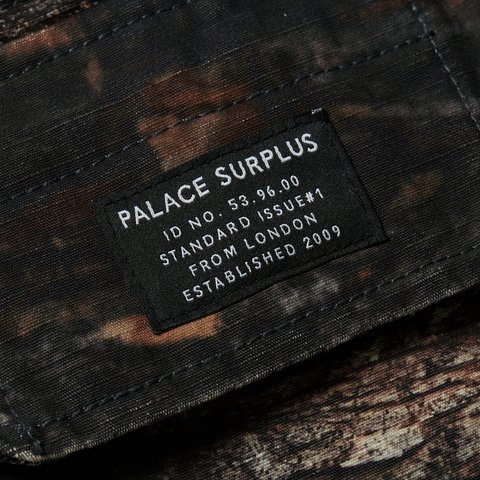 PALACE SURPLUS
ID NO. 53.96.00
STANDARD ISSUE#1
FROM LONDON
ESTABLISHED 2009